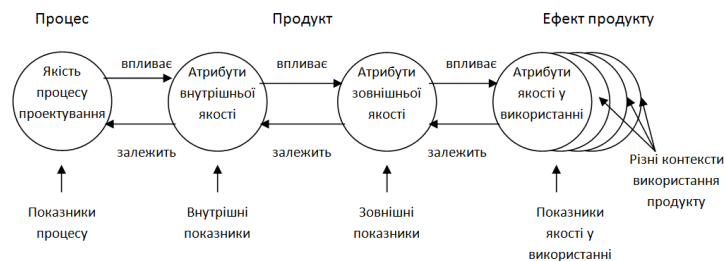 Процес
Продукт
Ефект продукту
Якість
процесу
проектування
впливає
залежить
Атрибути
внутрішньої
якості
впливає
залежить
Атрибути
зовнішньої
якості
впливає
залежить
Атрибути
якості у
використанні
Різні контексти
використання
продукту
Показники
процесу
Внутрішні
показники
Зовнішні
показники
Показники
якості у
використанні